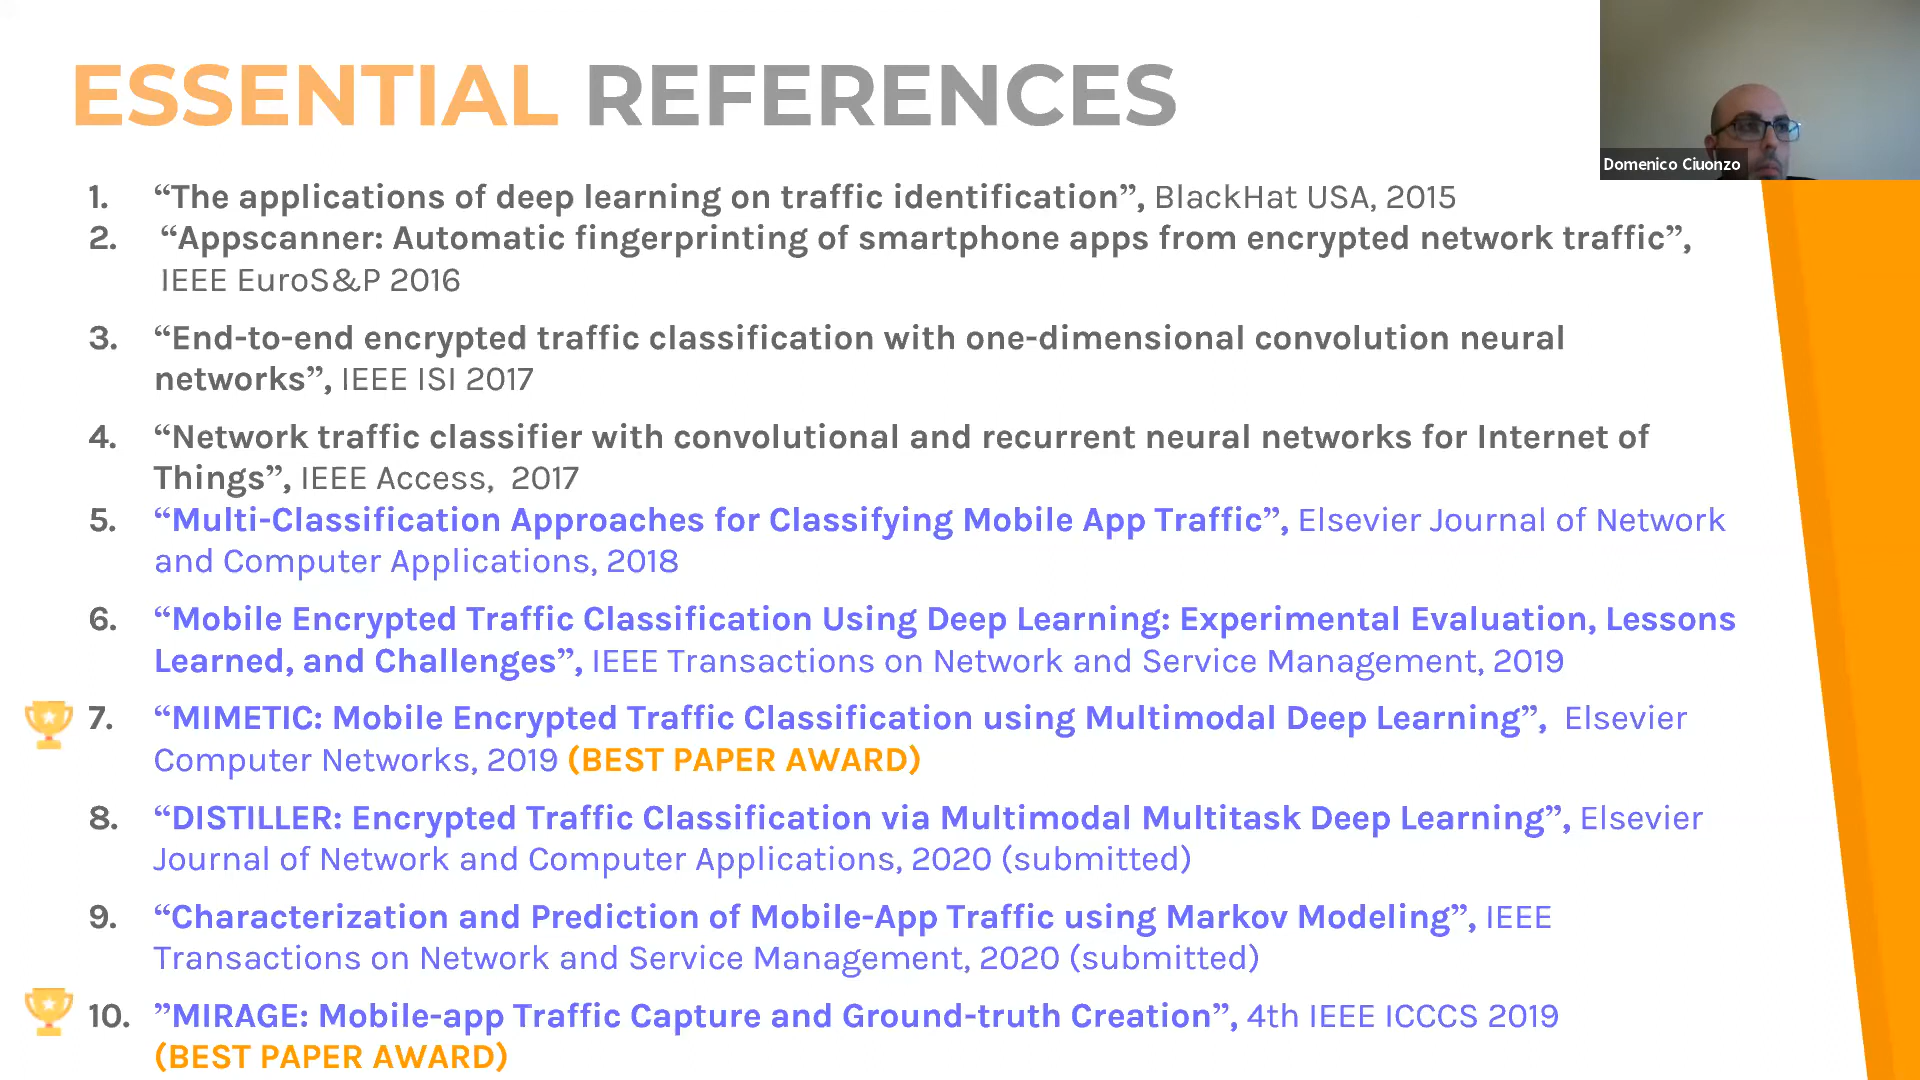 ESSENTIAL REFERENCES
Domenico Ciuonzo
1. “The applications of deep learning on traffic identification”, BlackHat USA, 2015
2. “Appscanner: Automatic fingerprinting of smartphone apps from encrypted network traffic”,
IEEE EuroS&P 2016
3. “End-to-end encrypted traffic classification with one-dimensional convolution neural
networks”, IEEE ISI 2017
4. “Network traffic classifier with convolutional and recurrent neural networks for Internet of
Things”, IEEE Access, 2017
5. “Multi-Classification Approaches for Classifying Mobile App Traffic”, Elsevier Journal of Network
and Computer Applications, 2018
6. “Mobile Encrypted Traffic Classification Using Deep Learning: Experimental Evaluation, Lessons
Learned, and Challenges”, IEEE Transactions on Network and Service Management, 2019
7. “MIMETIC: Mobile Encrypted Traffic Classification using Multimodal Deep Learning”, Elsevier
Computer Networks, 2019 (BEST PAPER AWARD)
8. “DISTILLER: Encrypted Traffic Classification via Multimodal Multitask Deep Learning”, Elsevier
Journal of Network and Computer Applications, 2020 (submitted)
9. “Characterization and Prediction of Mobile-App Traffic using Markov Modeling”, IEEE
Transactions on Network and Service Management, 2020 (submitted)
10. ”MIRAGE: Mobile-app Traffic Capture and Ground-truth Creation”, 4th IEEE ICCCS 2019
(BEST PAPER AWARD)